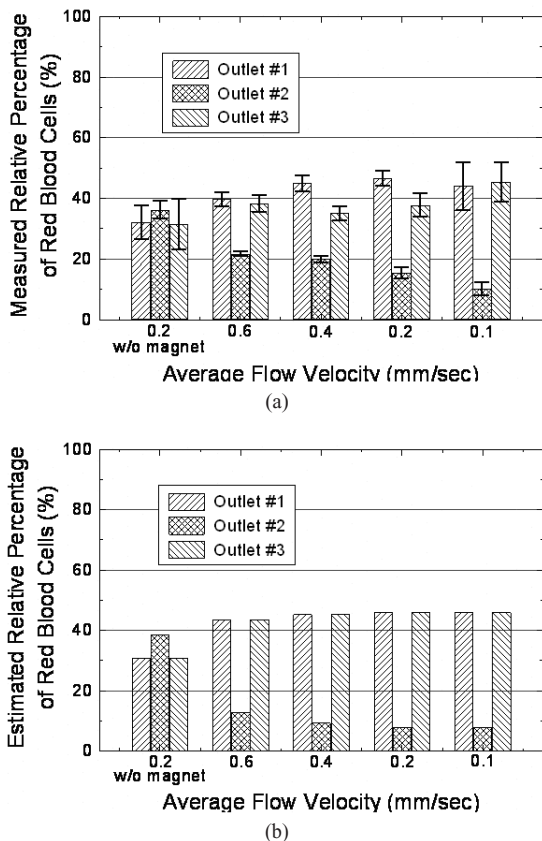 Measured Relative Percentage
of Red Blood Cells (%)
100
80
60
40
20
0
Outlet #1
Outlet #2
Outlet #3
0.2 0.6 0.4 0.2 0.1
w/o magnet
Average Flow Velocity (mm/sec)
(a)
Estimated Relative Percentage
of Red Blood Cells (%)
100
80
60
40
20
0
Outlet #1
Outlet #2
Outlet #3
0.2 0.6 0.4 0.2 0.1
w/o magnet
Average Flow Velocity (mm/sec)
(b)